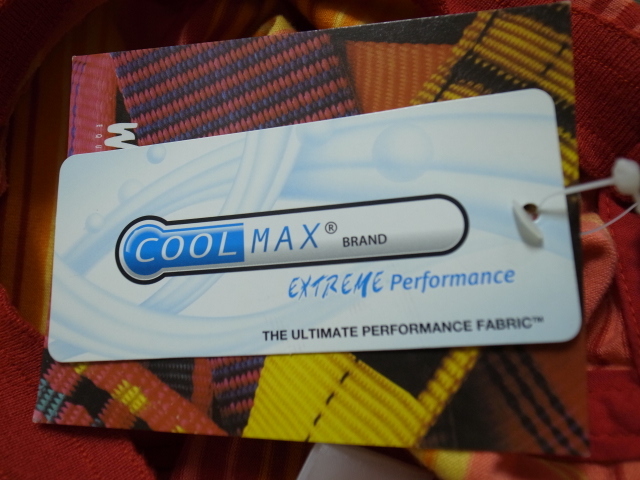 COOLMAX® BRAND
EXTREME Performance
THE ULTIMATE PERFORMANCE FABRIC™